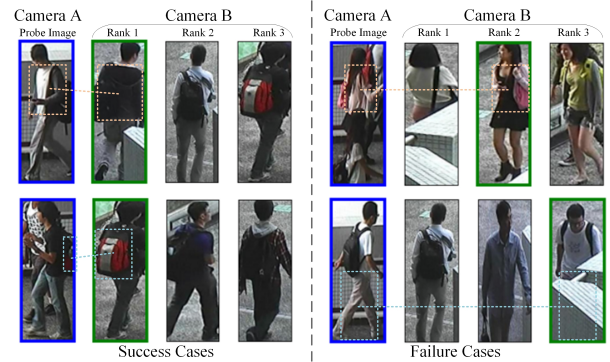 Camera A Camera B
Probe Image Rank 1 Rank 2 Rank 3
Camera A Camera B
Probe Image Rank 1 Rank 2 Rank 3
Success Cases
Failure Cases